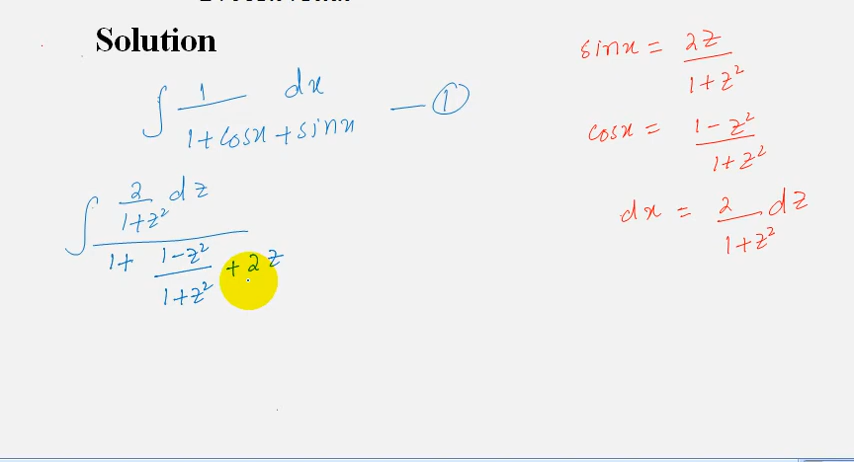 Solution
∫ 1/(1+cosx+sinx) dx — ①
∫ (2/(1+z²) dz)/(1+ (1-z²)/(1+z²) + 2z
sinx = 2z/(1+z²)
cosx = (1-z²)/(1+z²)
dx = 2/(1+z²) dz